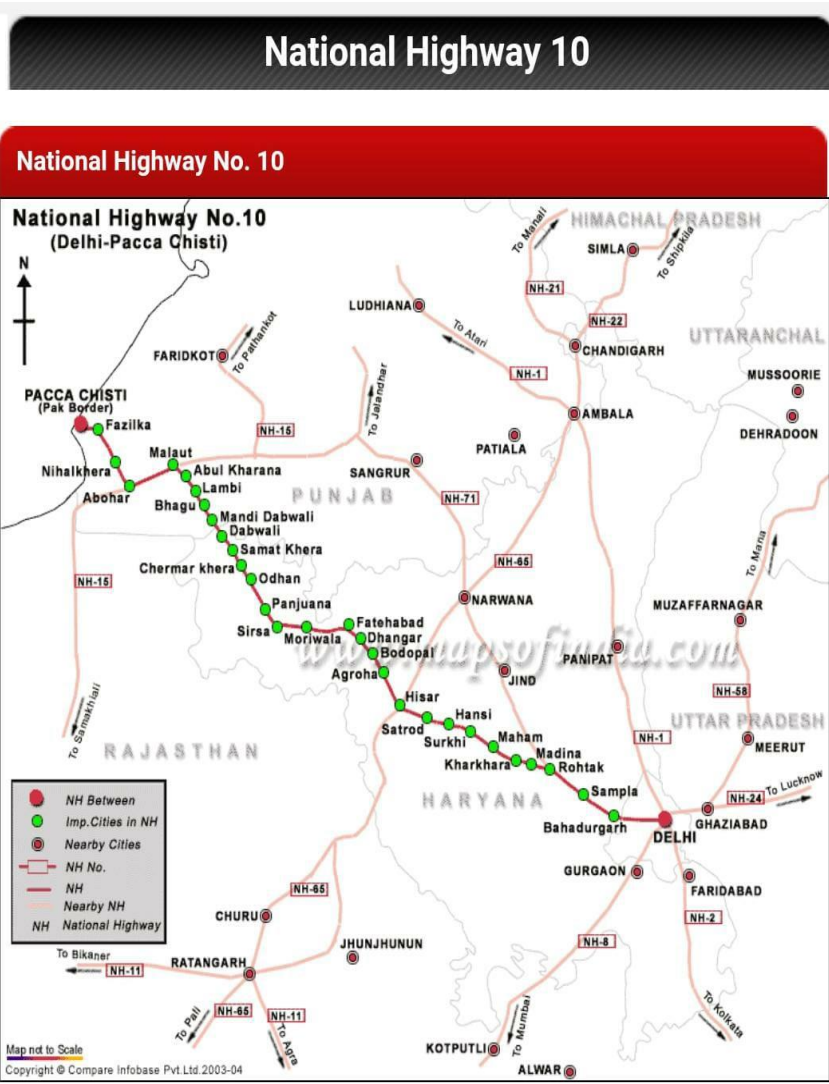 National Highway 10
National Highway No. 10
National Highway No.10
(Delhi-Pacca Chisti)
N
HIMACHAL PRADESH
To Manali
SIMLA
To Shipkila
NH-21
LUDHIANA
NH-22
To Atari
UTTARANCHAL
FARIDKOT
To Pathankot
CHANDIGARH
NH-1
MUSSOORIE
PACCA CHISTI
(Pak Border)
To Jalandhar
AMBALA
Fazilka
NH-15
DEHRADOON
PATIALA
Malaut
Nihalkhera
Abul Kharana
SANGRUR
Abohar
Lambi
PUNJAB
NH-71
Bhagu
Mandi Dabwali
Dabwali
Samat Khera
To Mana
NH-65
Chermar khera
NH-15
Odhan
NARWANA
Panjuana
MUZAFFARNAGAR
Sirsa
Moriwala
Fatehabad
Dhangar
Bodopal
www.mapsofindia.com
PANIPAT
Agroha
JIND
NH-58
Hisar
To Samakhiali
Hansi
UTTAR PRADESH
Satrod
Surkhi
Maham
NH-1
MEERUT
RAJASTHAN
Madina
Kharkhara
Rohtak
To Lucknow
Sampla
NH-24
HARYANA
Bahadurgarh
DELHI
GHAZIABAD
NH Between
Imp.Cities in NH
Nearby Cities
NH No.
NH
Nearby NH
NH National Highway
GURGAON
FARIDABAD
NH-65
NH-2
CHURU
JHUNJHUNUN
NH-8
To Bikaner
NH-11
RATANGARH
To Pali
NH-65
NH-11
To Agra
To Mumbai
To Kolkata
KOTPUTLI
ALWAR
Map not to Scale
Copyright © Compare Infobase Pvt.Ltd.2003-04